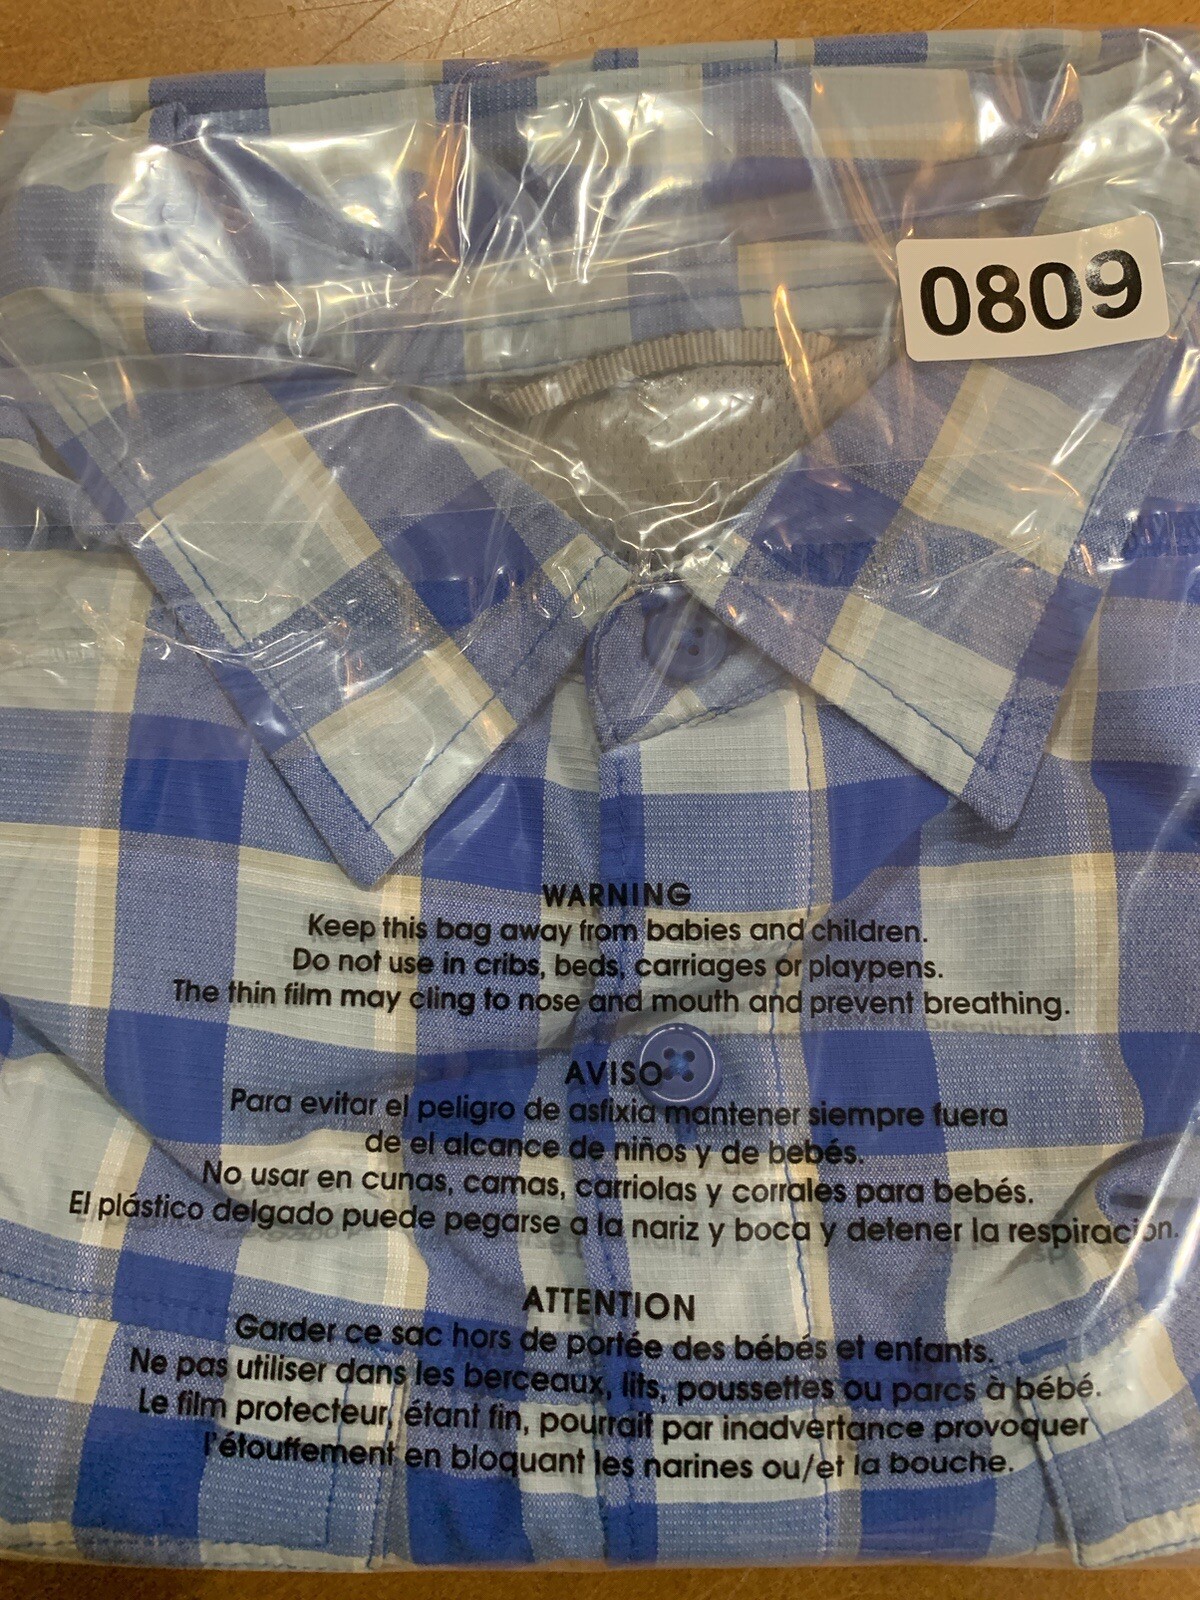 0809
WARNING
Keep this bag away from babies and children.
Do not use in cribs, beds, carriages or playpens.
The thin film may cling to nose and mouth and prevent breathing.
AVISO
Para evitar el peligro de asfixia mantener siempre fuera
de el alcance de niños y de bebés.
No usar en cunas, camas, carriolas y corrales para bebés.
El plástico delgado puede pegarse a la nariz y boca y detener la respiracion.
ATTENTION
Garder ce sac hors de portée des bébés et enfants.
Ne pas utiliser dans les berceaux, lits, poussettes ou parcs à bébé.
Le film protecteur, étant fin, pourrait par inadvertance provoquer
l'étouffement en bloquant les narines ou/et la bouche.